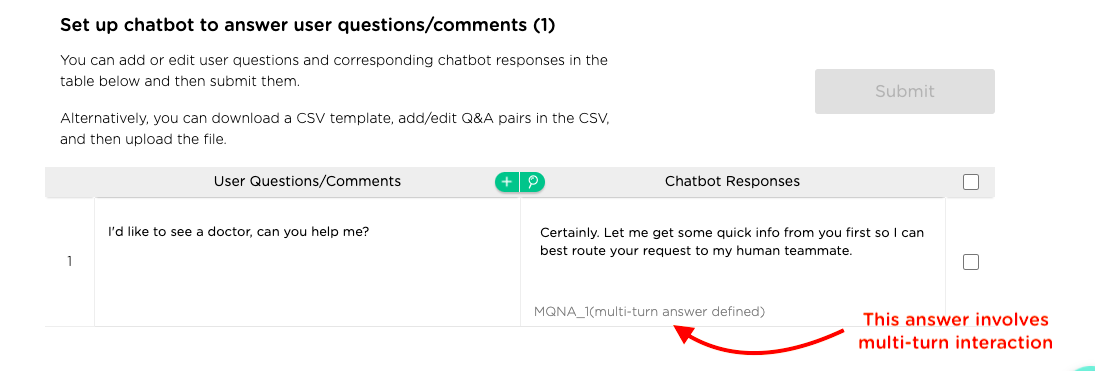 Set up chatbot to answer user questions/comments (1)
You can add or edit user questions and corresponding chatbot responses in the
table below and then submit them.
Submit
Alternatively, you can download a CSV template, add/edit Q&A pairs in the CSV,
and then upload the file.
User Questions/Comments
Chatbot Responses
1
I'd like to see a doctor, can you help me?
Certainly. Let me get some quick info from you first so I can
best route your request to my human teammate.
MQNA_1(multi-turn answer defined)
This answer involves
multi-turn interaction